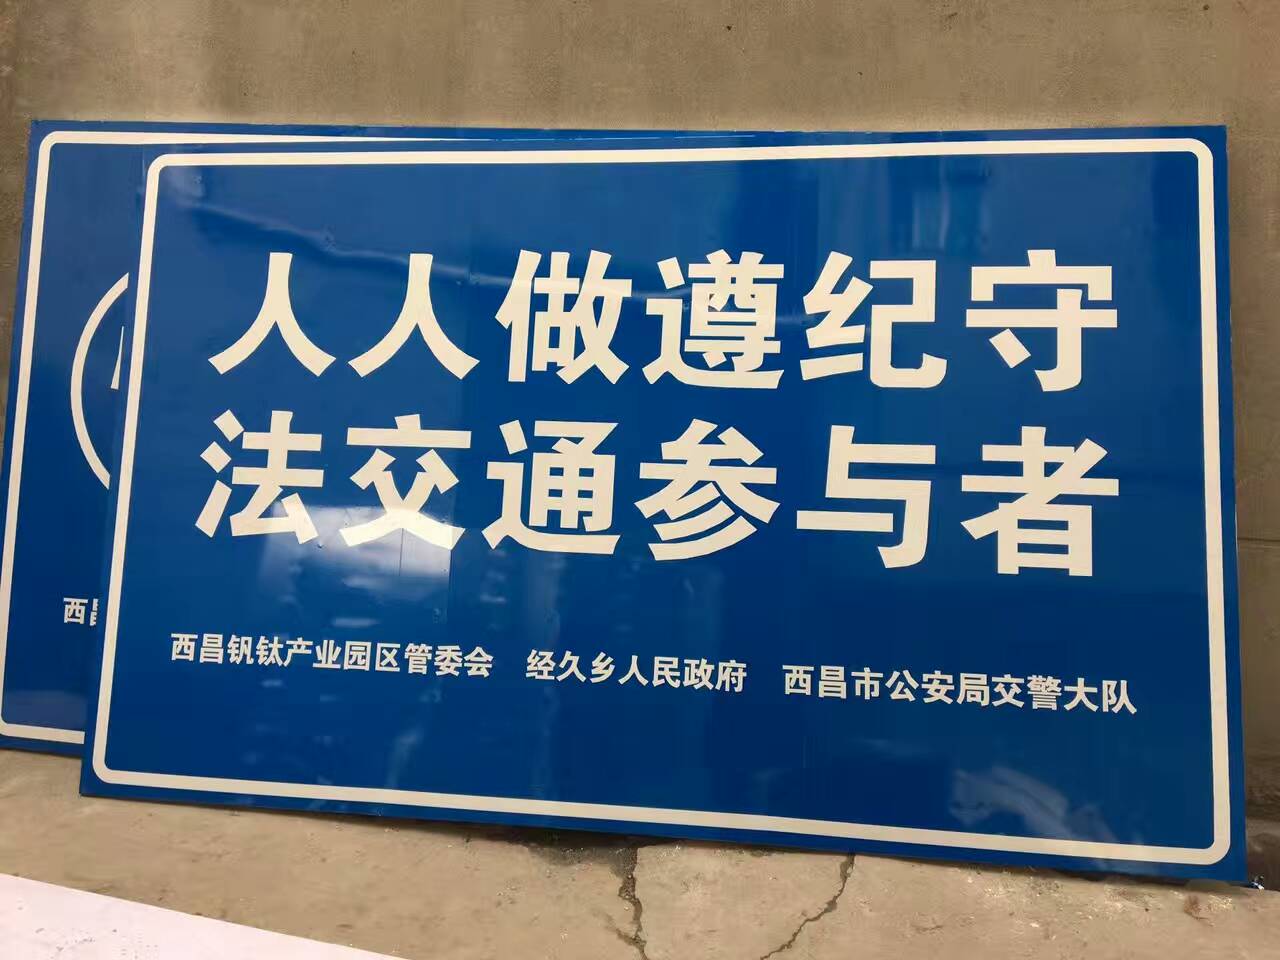 人人做遵纪守
法交通参与者
西昌钒钛产业园区管委会 经久乡人民政府 西昌市公安局交警大队
西